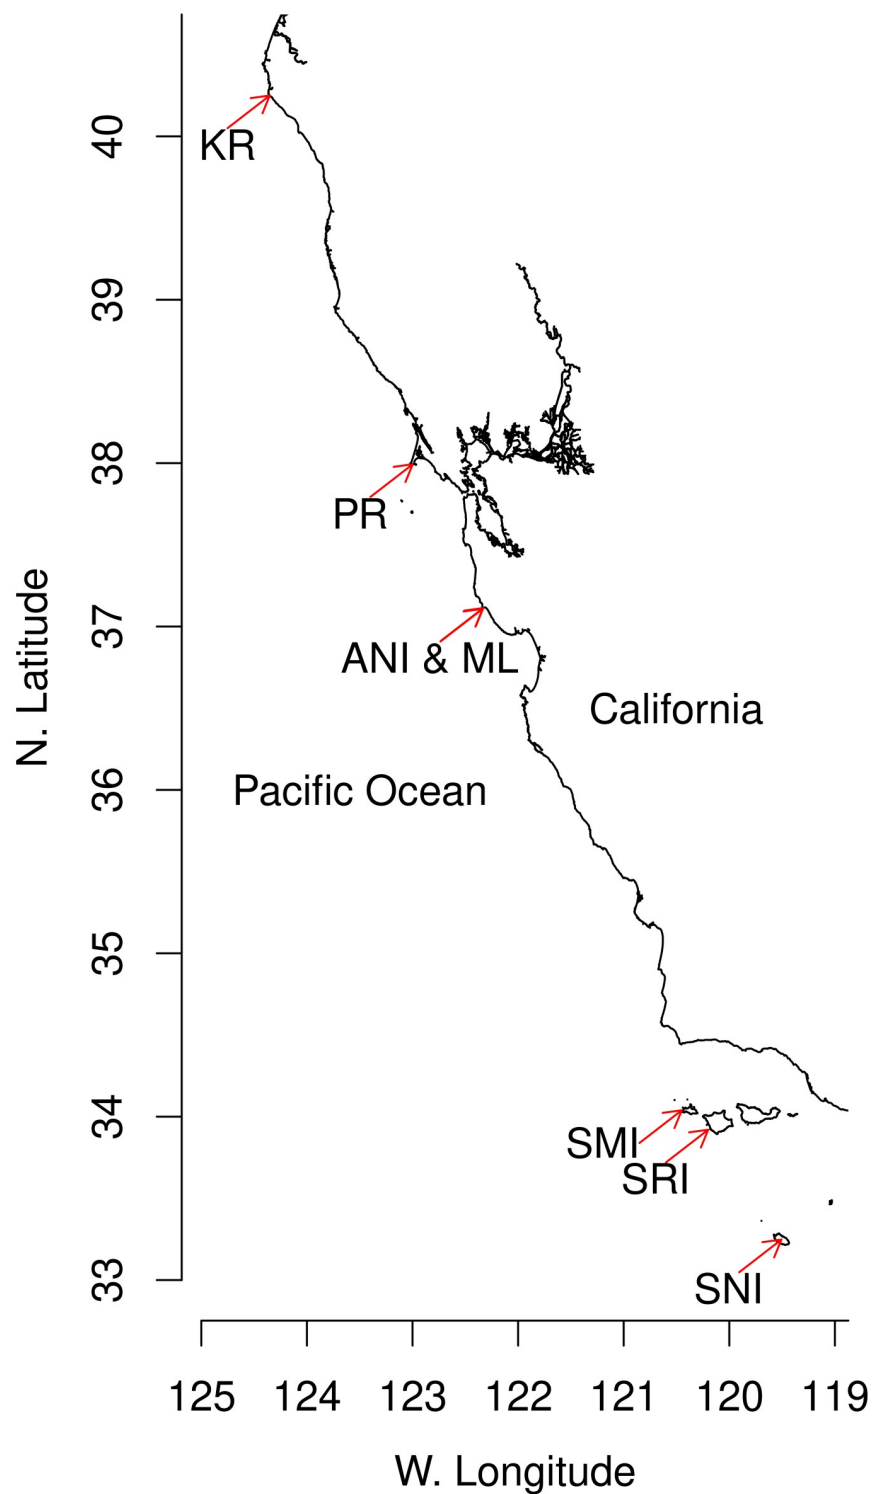 40
KR
39
38
PR
37
ANI & ML
California
N. Latitude
36
Pacific Ocean
35
34
SMI
SRI
33
SNI
125 124 123 122 121 120 119
W. Longitude